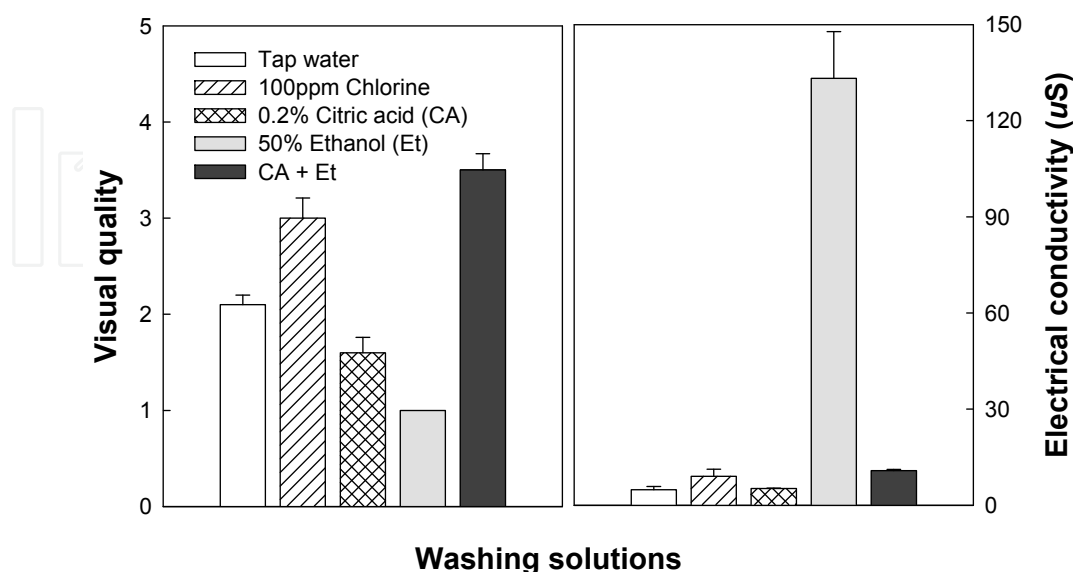 5
4
3
2
1
0
Visual quality
Tap water
100ppm Chlorine
0.2% Citric acid (CA)
50% Ethanol (Et)
CA + Et
150
120
90
60
30
0
Electrical conductivity (uS)
Washing solutions